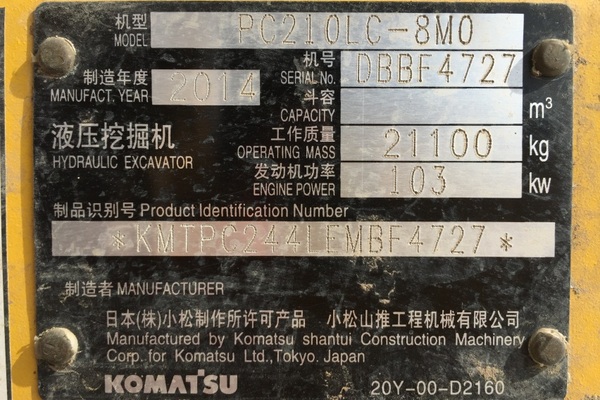 机型 MODEL PC210LC-8M0
制造年度 MANUFACT. YEAR 2014
机号 SERIAL No. DBBF4727
斗容 CAPACITY m³
液压挖掘机 HYDRAULIC EXCAVATOR
工作质量 OPERATING MASS 21100 kg
发动机功率 ENGINE POWER 103 kw
制品识别号 Product Identification Number
*KMTPC244LEMBF4727*
制造者 MANUFACTURER
日本(株)小松制作所许可产品 小松山推工程机械有限公司
Manufactured by Komatsu shantui Construction Machinery
Corp. for Komatsu Ltd., Tokyo. Japan
KOMATSU 20Y-00-D2160